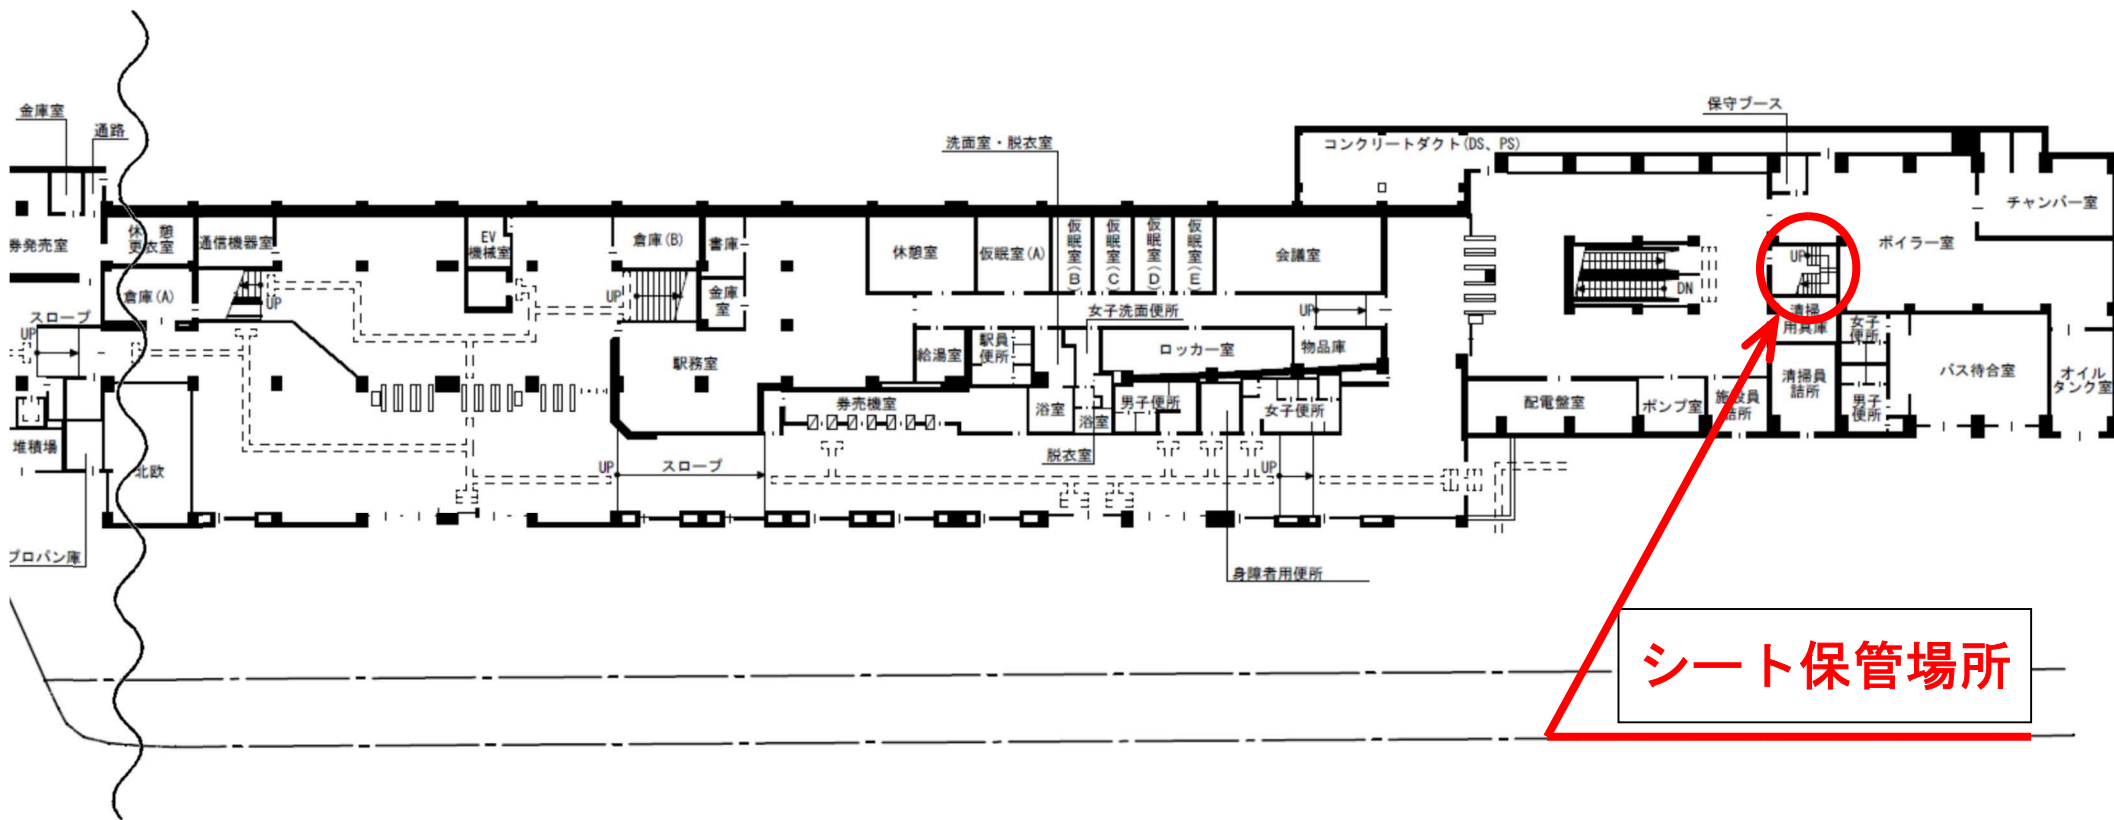 金庫室
通路
保守ブース
洗面室・脱衣室
コンクリートダクト(DS、PS)
券発売室
休憩
更衣室
通信機器室
EV
機械室
倉庫(B)
書庫
休憩室
仮眠室(A)
仮眠室(B)
仮眠室(C)
仮眠室(D)
仮眠室(E)
会議室
チャンバー室
ボイラー室
UP
倉庫(A)
UP
UP
金庫室
女子洗面便所
UP
DN
清掃
用具庫
女子
便所
スロープ
UP
駅務室
給湯室
駅員
便所
ロッカー室
物品庫
バス待合室
オイル
タンク室
券売機室
浴室
浴室
男子便所
女子便所
配電盤室
ポンプ室
施設員
詰所
清掃員
詰所
男子
便所
堆積場
北欧
UP
スロープ
脱衣室
UP
プロパン庫
身障者用便所
シート保管場所